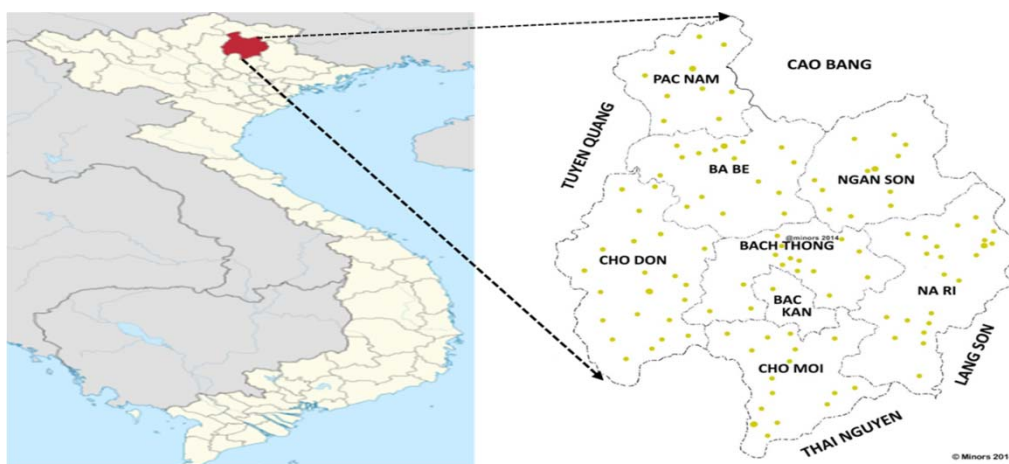 CAO BANG
PAC NAM
TUYEN QUANG
BA BE
NGAN SON
@minors 2014
BACH THONG
CHO DON
NA RI
BAC
KAN
CHO MOI
LANG SON
THAI NGUYEN
© Minors 201